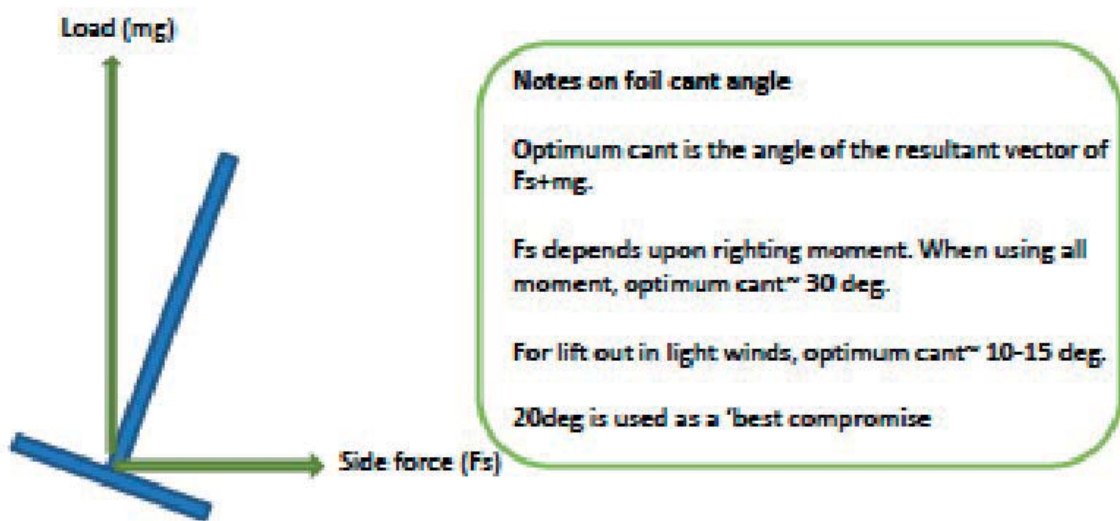 Load (mg)
Notes on foil cant angle
Optimum cant is the angle of the resultant vector of
Fs+mg.
Fs depends upon righting moment. When using all
moment, optimum cant~ 30 deg.
For lift out in light winds, optimum cant~ 10-15 deg.
20deg is used as a ‘best compromise
Side force (Fs)